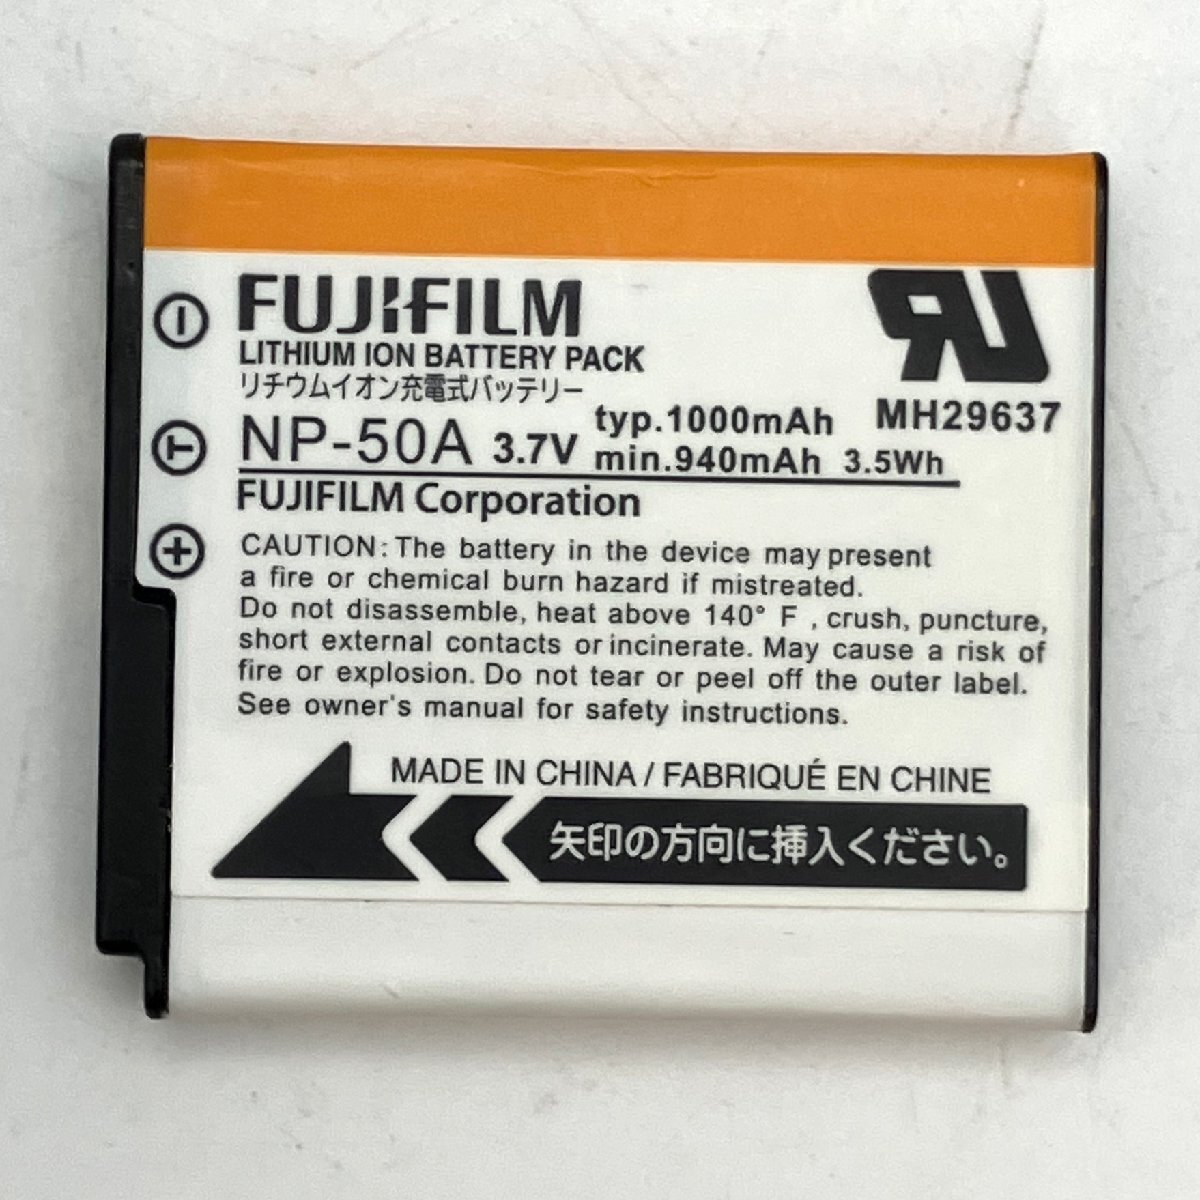 FUJIFILM
LITHIUM ION BATTERY PACK
リチウムイオン充電式バッテリー
NP-50A 3.7V typ.1000mAh
min.940mAh 3.5Wh
MH29637
FUJIFILM Corporation
CAUTION: The battery in the device may present
a fire or chemical burn hazard if mistreated.
Do not disassemble, heat above 140° F , crush, puncture,
short external contacts or incinerate. May cause a risk of
fire or explosion. Do not tear or peel off the outer label.
See owner's manual for safety instructions.
MADE IN CHINA / FABRIQUÉ EN CHINE
矢印の方向に挿入ください。